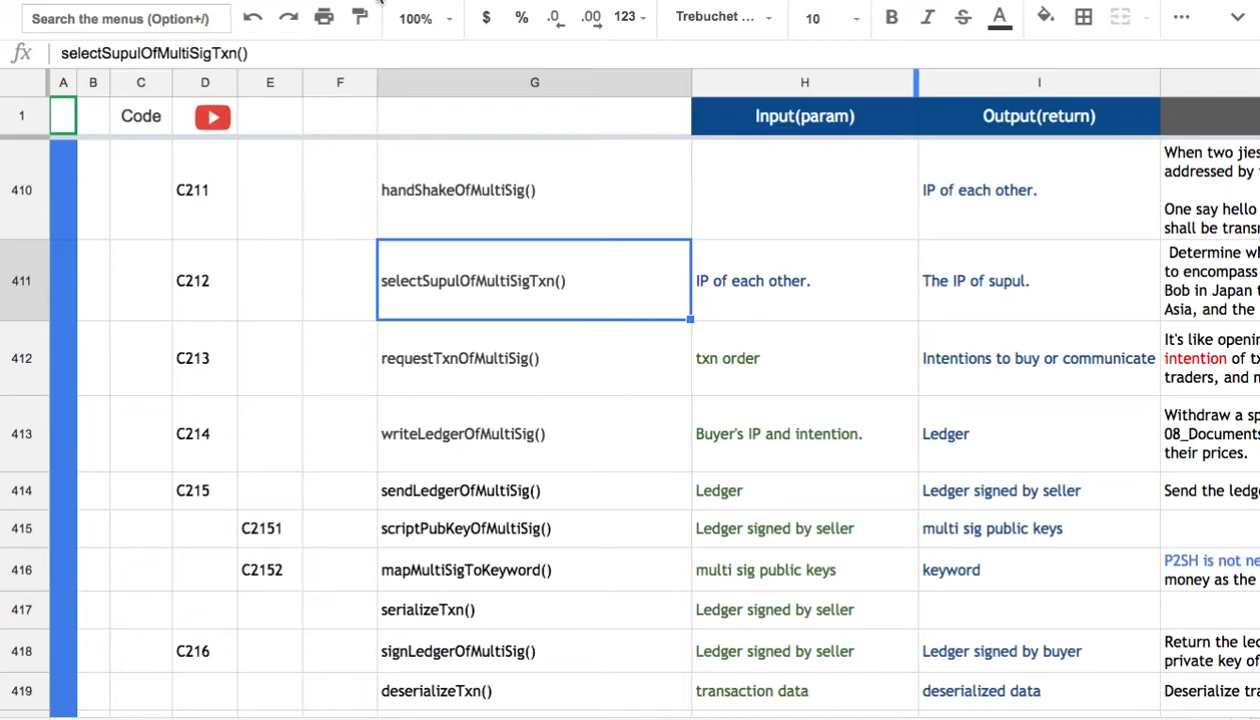 Search the menus (Option+/) 100% $ % .0 .00 123 Trebuchet ... 10 B I S A ...
fx selectSupulOfMultiSigTxn()
A B C D E F G H I
1 Code Input(param) Output(return)
410 C211 handShakeOfMultiSig() IP of each other.
When two jies
addressed by
One say hello
shall be trans
411 C212 selectSupulOfMultiSigTxn() IP of each other. The IP of supul.
Determine wh
to encompass
Bob in Japan t
Asia, and the
412 C213 requestTxnOfMultiSig() txn order Intentions to buy or communicate
It's like openi
intention of tx
traders, and n
413 C214 writeLedgerOfMultiSig() Buyer's IP and intention. Ledger
Withdraw a sp
08_Documents
their prices.
414 C215 sendLedgerOfMultiSig() Ledger Ledger signed by seller Send the ledg
415 C2151 scriptPubKeyOfMultiSig() Ledger signed by seller multi sig public keys
416 C2152 mapMultiSigToKeyword() multi sig public keys keyword
P2SH is not ne
money as the
417 serializeTxn() Ledger signed by seller
418 C216 signLedgerOfMultiSig() Ledger signed by seller Ledger signed by buyer
Return the led
private key of
419 deserializeTxn() transaction data deserialized data Deserialize tra